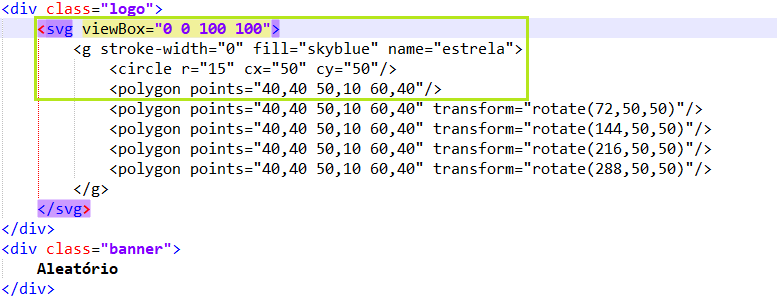 <div class="logo">
<svg viewBox="0 0 100 100">
<g stroke-width="0" fill="skyblue" name="estrela">
<circle r="15" cx="50" cy="50"/>
<polygon points="40,40 50,10 60,40"/>
<polygon points="40,40 50,10 60,40" transform="rotate(72,50,50)"/>
<polygon points="40,40 50,10 60,40" transform="rotate(144,50,50)"/>
<polygon points="40,40 50,10 60,40" transform="rotate(216,50,50)"/>
<polygon points="40,40 50,10 60,40" transform="rotate(288,50,50)"/>
</g>
</svg>
</div>
<div class="banner">
Aleatório
</div>